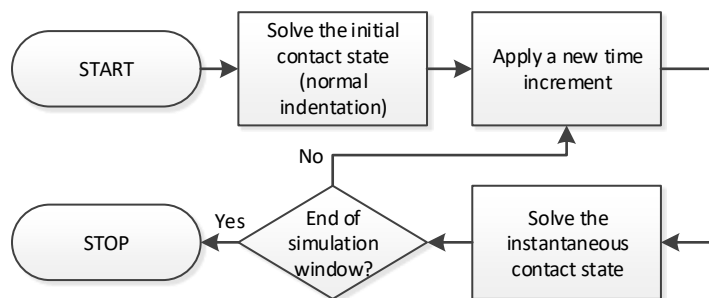 START
Solve the initial
contact state
(normal
indentation)
Apply a new time
increment
No
STOP
Yes
End of
simulation
window?
Solve the
instantaneous
contact state